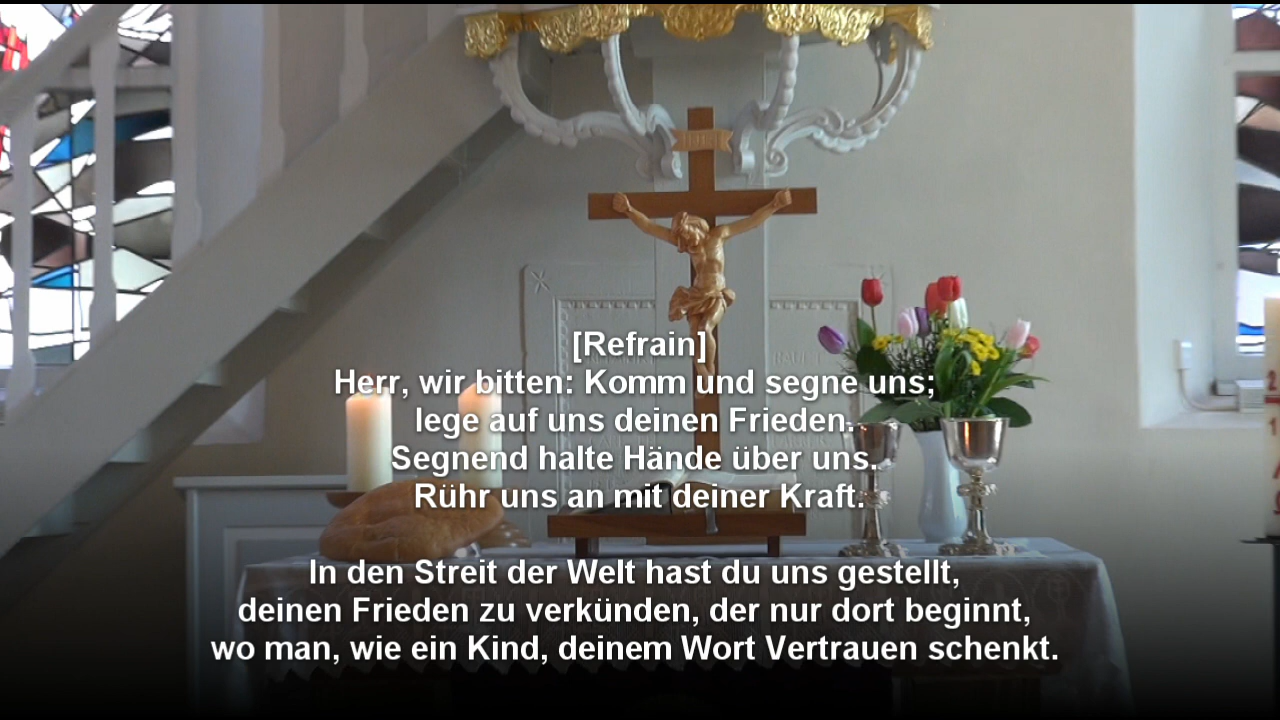 [Refrain]
Herr, wir bitten: Komm und segne uns;
lege auf uns deinen Frieden.
Segnend halte Hände über uns.
Rühr uns an mit deiner Kraft.
In den Streit der Welt hast du uns gestellt,
deinen Frieden zu verkünden, der nur dort beginnt,
wo man, wie ein Kind, deinem Wort Vertrauen schenkt.